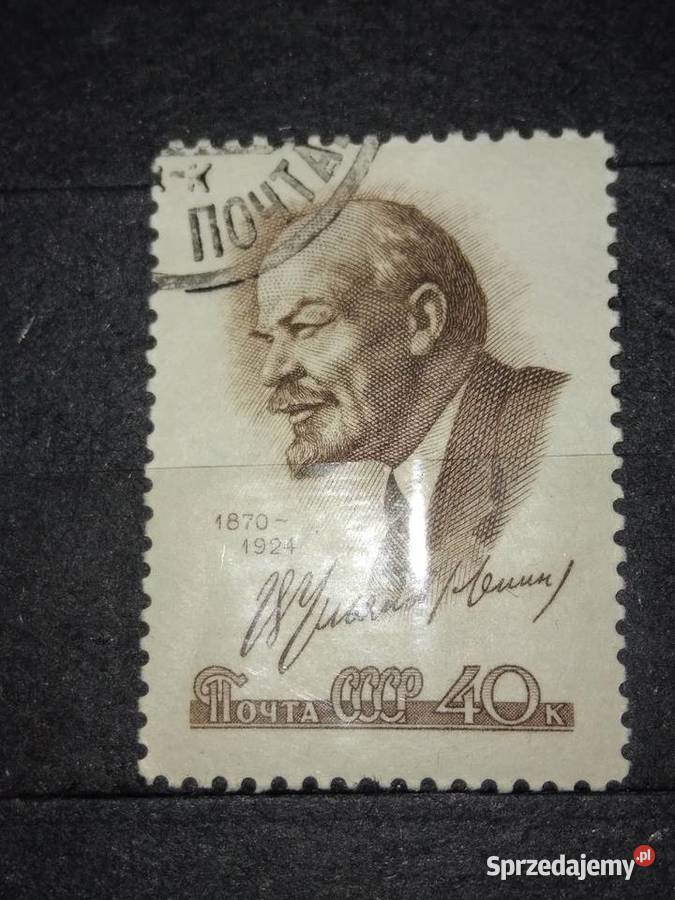 ПОЧТА
1870–
1924
В Ульянов (Ленин)
Почта СССР 40к
Sprzedajemy.pl